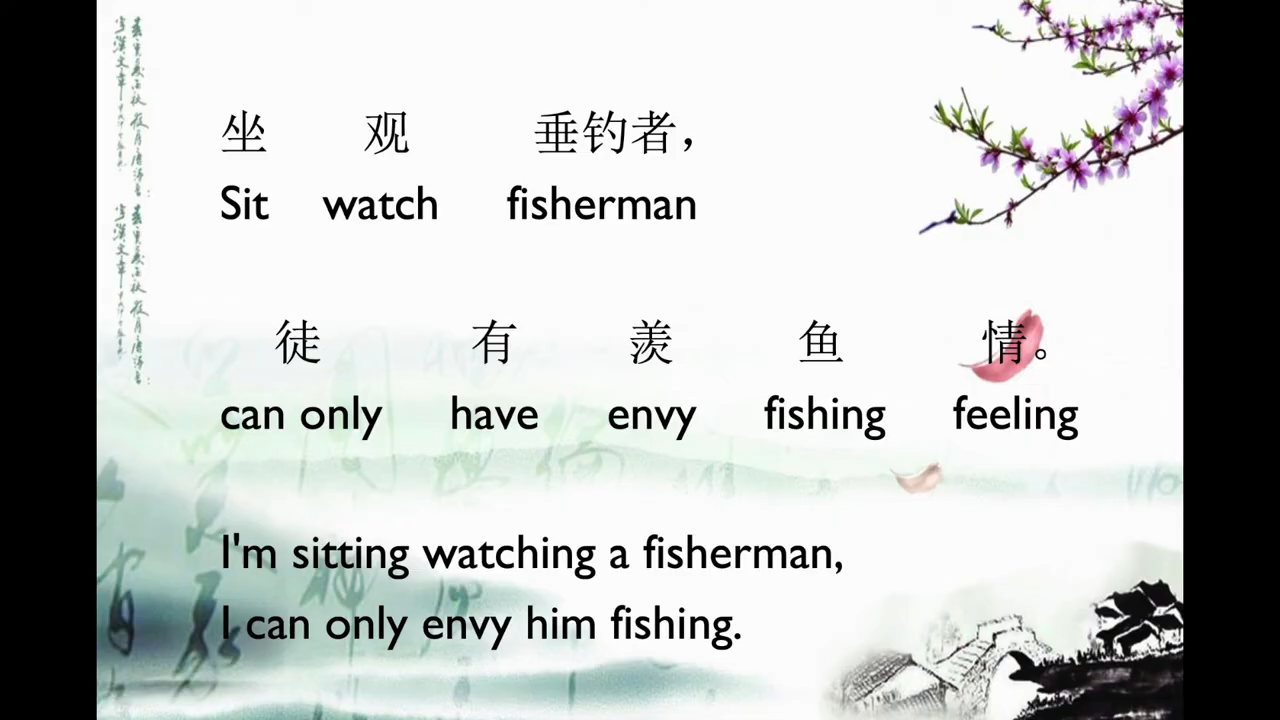 坐 观 垂钓者，
Sit watch fisherman
徒 有 羡 鱼 情。
can only have envy fishing feeling
I'm sitting watching a fisherman,
I can only envy him fishing.